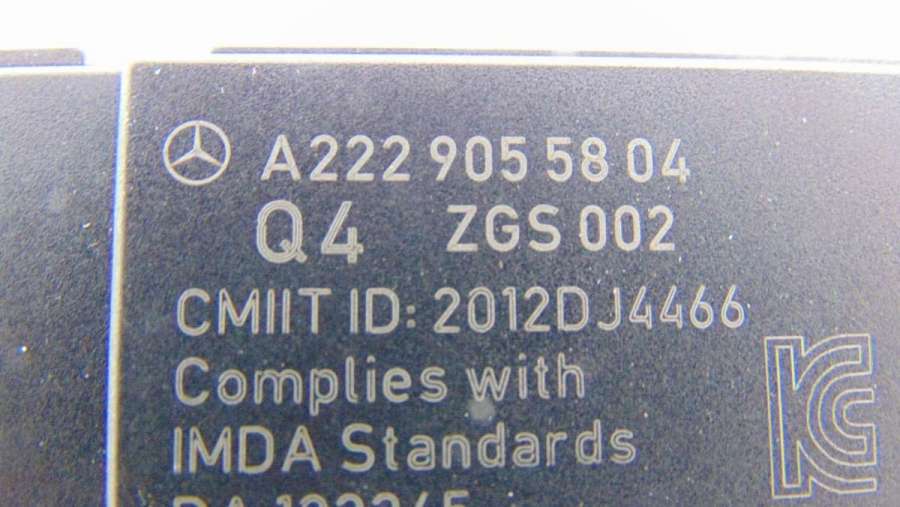 A222 905 58 04
Q4 ZGS 002
CMIIT ID: 2012DJ4466
Complies with
IMDA Standards